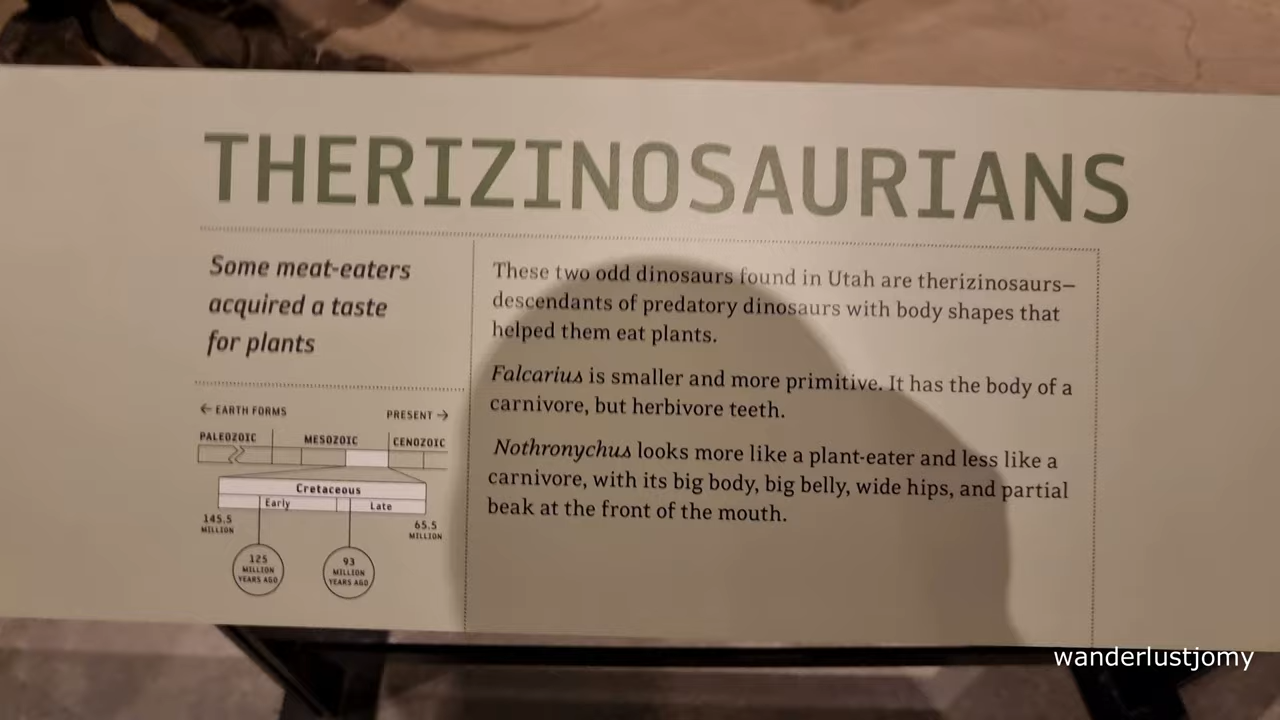 THERIZINOSAURIANS
Some meat-eaters
acquired a taste
for plants
These two odd dinosaurs found in Utah are therizinosaurs—
descendants of predatory dinosaurs with body shapes that
helped them eat plants.
Falcarius is smaller and more primitive. It has the body of a
carnivore, but herbivore teeth.
Nothronychus looks more like a plant-eater and less like a
carnivore, with its big body, big belly, wide hips, and partial
beak at the front of the mouth.
← EARTH FORMS
PRESENT →
PALEOZOIC
MESOZOIC
CENOZOIC
Cretaceous
Early
Late
145.5
MILLION
65.5
MILLION
125
MILLION
YEARS AGO
93
MILLION
YEARS AGO
wanderlustjomy